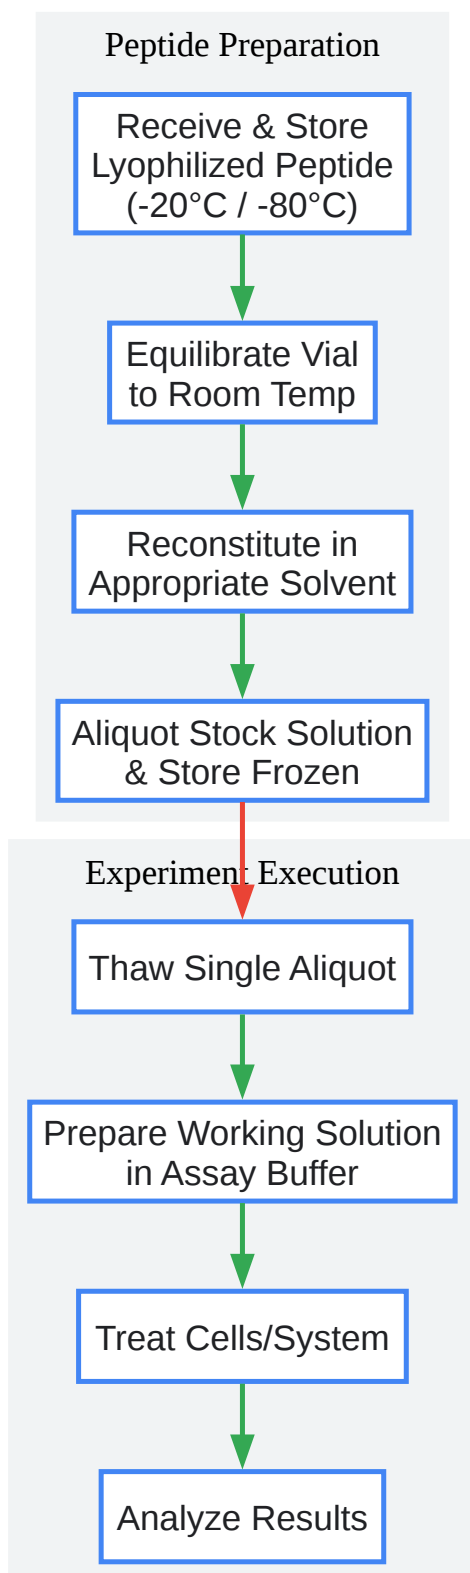 Peptide Preparation
Receive & Store
Lyophilized Peptide
(-20°C / -80°C)
Equilibrate Vial
to Room Temp
Reconstitute in
Appropriate Solvent
Aliquot Stock Solution
& Store Frozen
Experiment Execution
Thaw Single Aliquot
Prepare Working Solution
in Assay Buffer
Treat Cells/System
Analyze Results